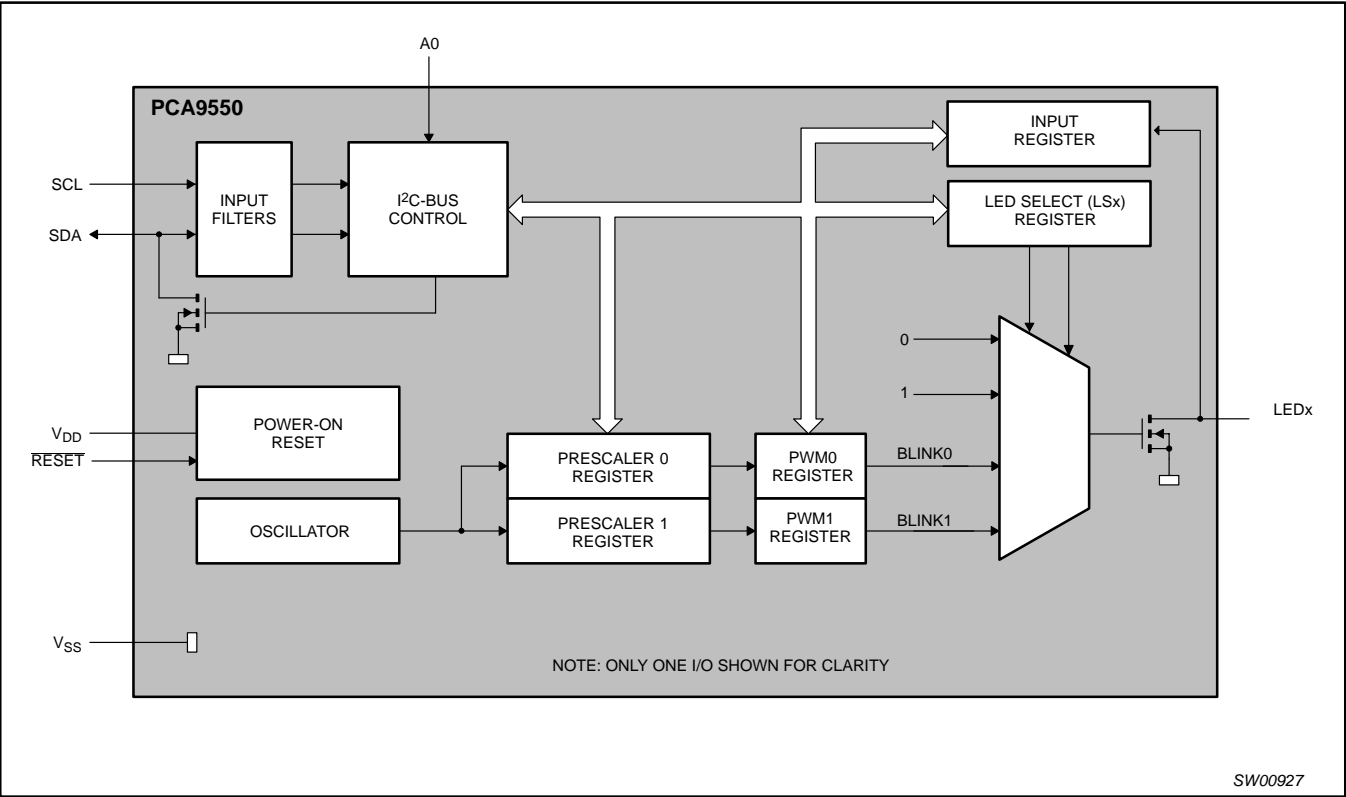 A0
PCA9550
INPUT
REGISTER
SCL
INPUT
FILTERS
I²C-BUS
CONTROL
LED SELECT (LSx)
REGISTER
SDA
0
1
LEDx
POWER-ON
RESET
VDD
RESET
PRESCALER 0
REGISTER
PWM0
REGISTER
BLINK0
OSCILLATOR
PRESCALER 1
REGISTER
PWM1
REGISTER
BLINK1
VSS
NOTE: ONLY ONE I/O SHOWN FOR CLARITY
SW00927